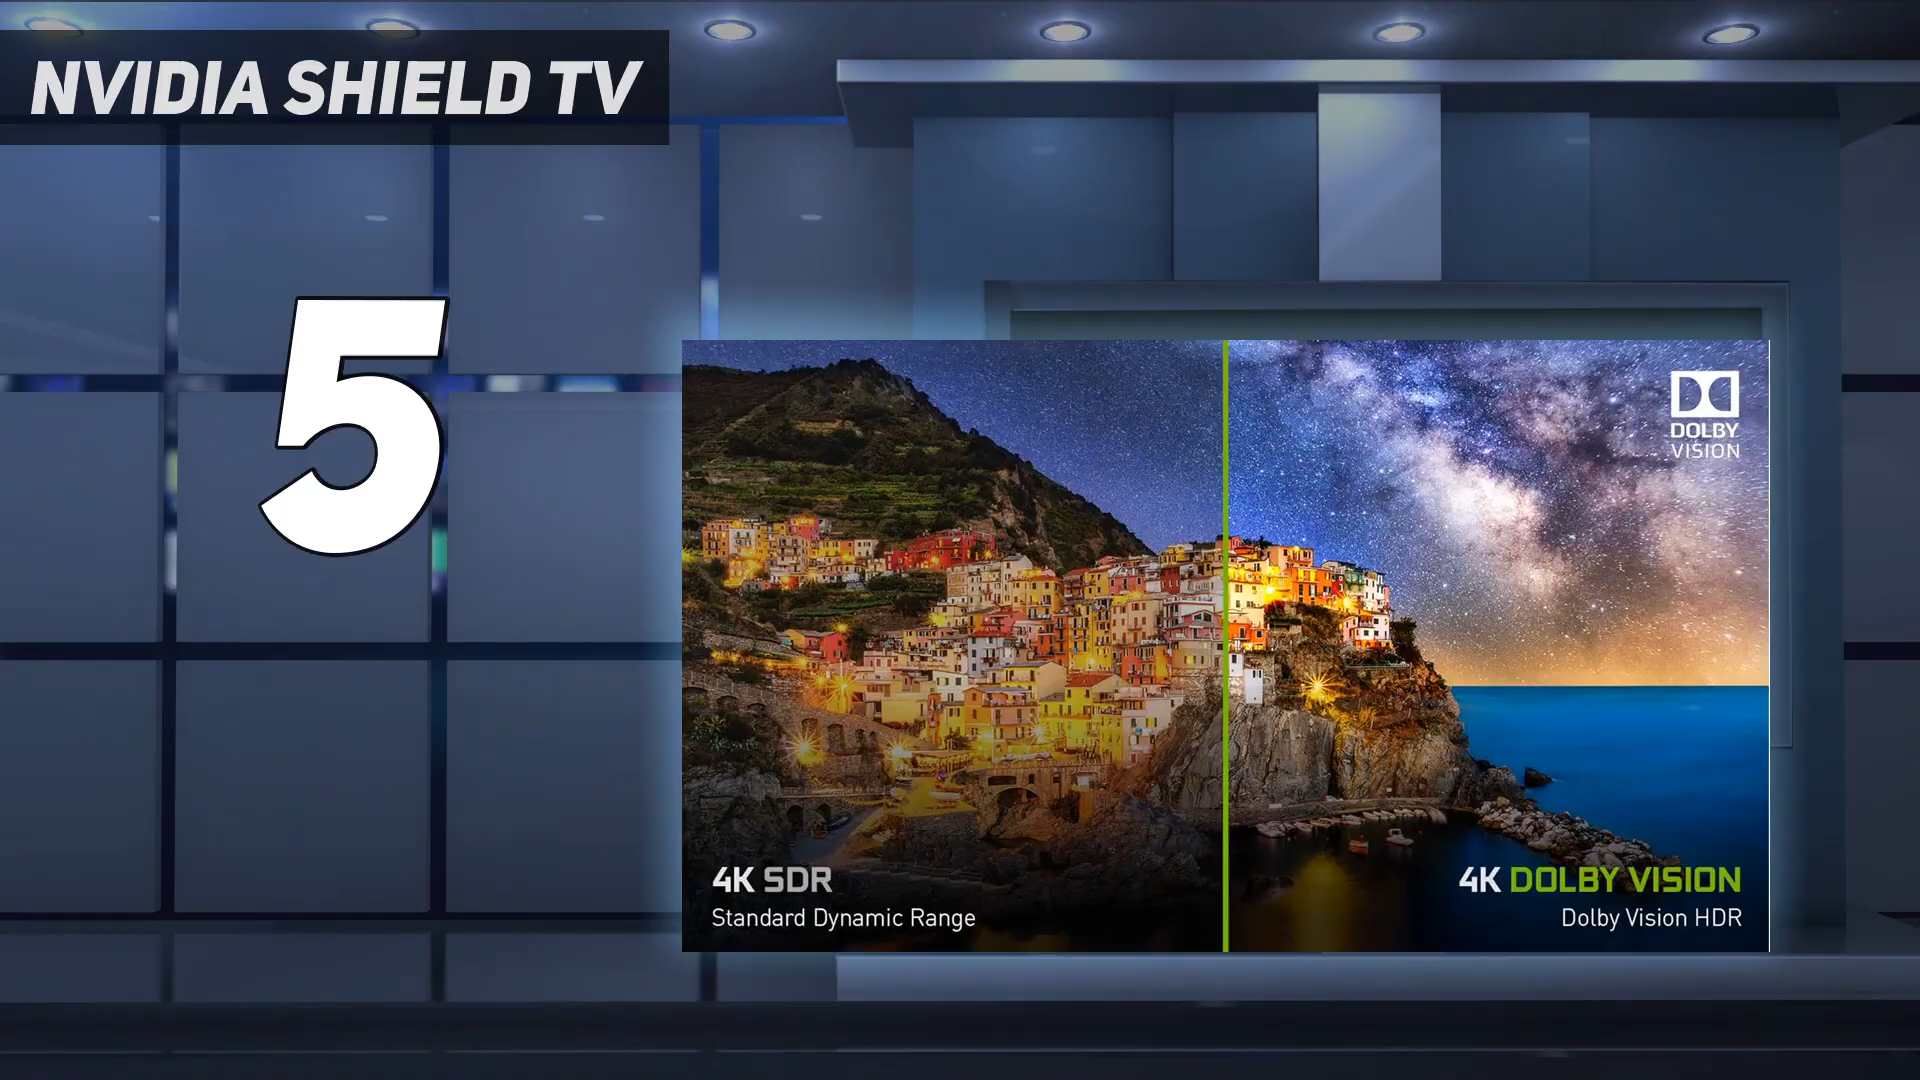 NVIDIA SHIELD TV
5
DOLBY
VISION
4K SDR
Standard Dynamic Range
4K DOLBY VISION
Dolby Vision HDR